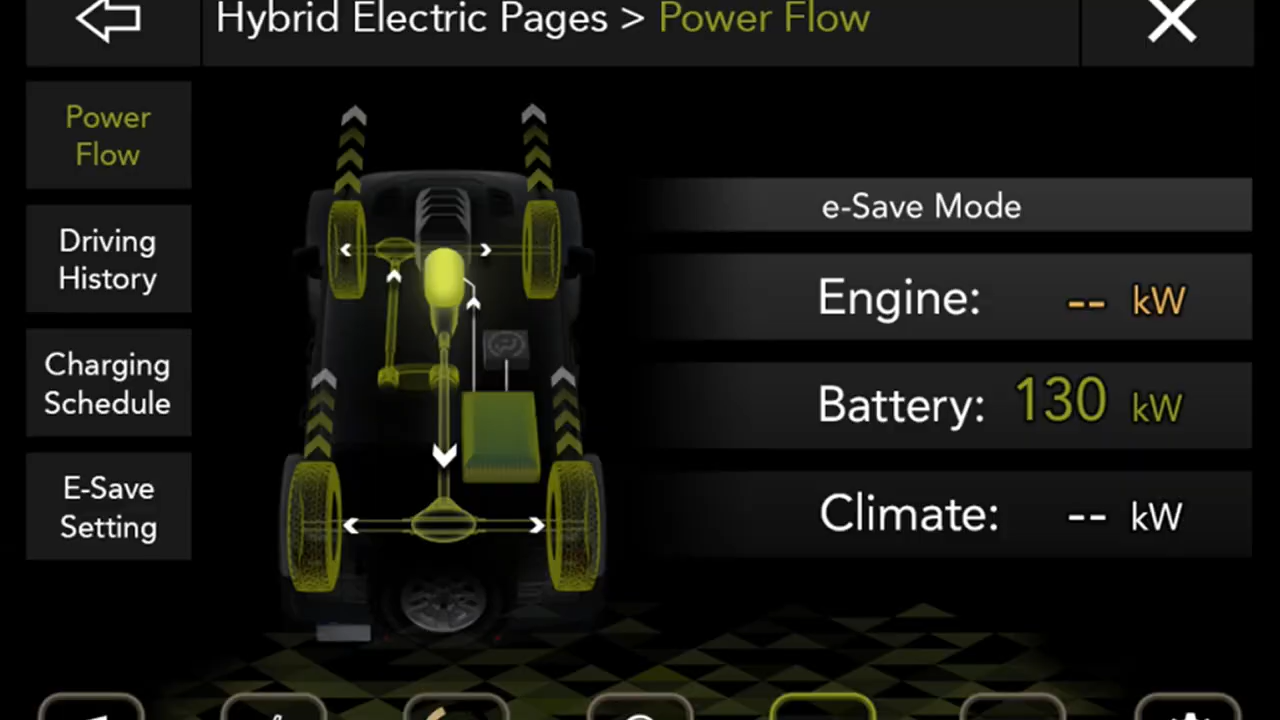 Hybrid Electric Pages > Power Flow
Power
Flow
Driving
History
Charging
Schedule
E-Save
Setting
e-Save Mode
Engine: -- kW
Battery: 130 kW
Climate: -- kW